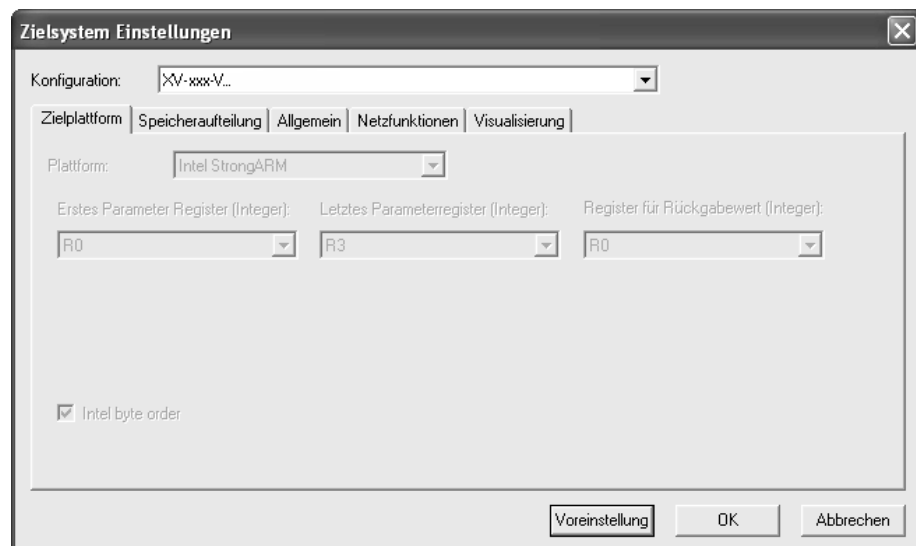 Zielsystem Einstellungen
Konfiguration: XV-xxx-V...
Zielplattform Speicheraufteilung Allgemein Netzfunktionen Visualisierung
Plattform: Intel StrongARM
Erstes Parameter Register (Integer): Letztes Parameterregister (Integer): Register für Rückgabewert (Integer):
R0 R3 R0
Intel byte order
Voreinstellung OK Abbrechen